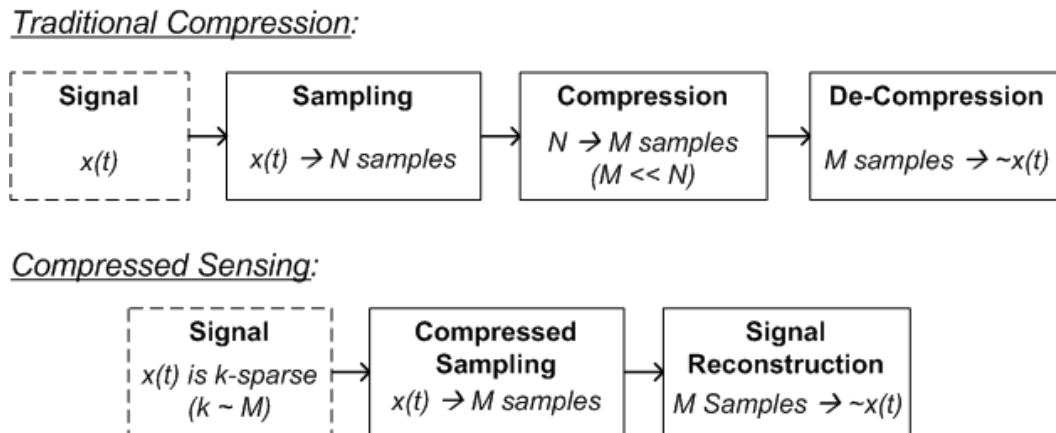 Traditional Compression:
Signal
x(t)
Sampling
x(t) → N samples
Compression
N → M samples
(M << N)
De-Compression
M samples → ~x(t)
Compressed Sensing:
Signal
x(t) is k-sparse
(k ~ M)
Compressed
Sampling
x(t) → M samples
Signal
Reconstruction
M Samples → ~x(t)